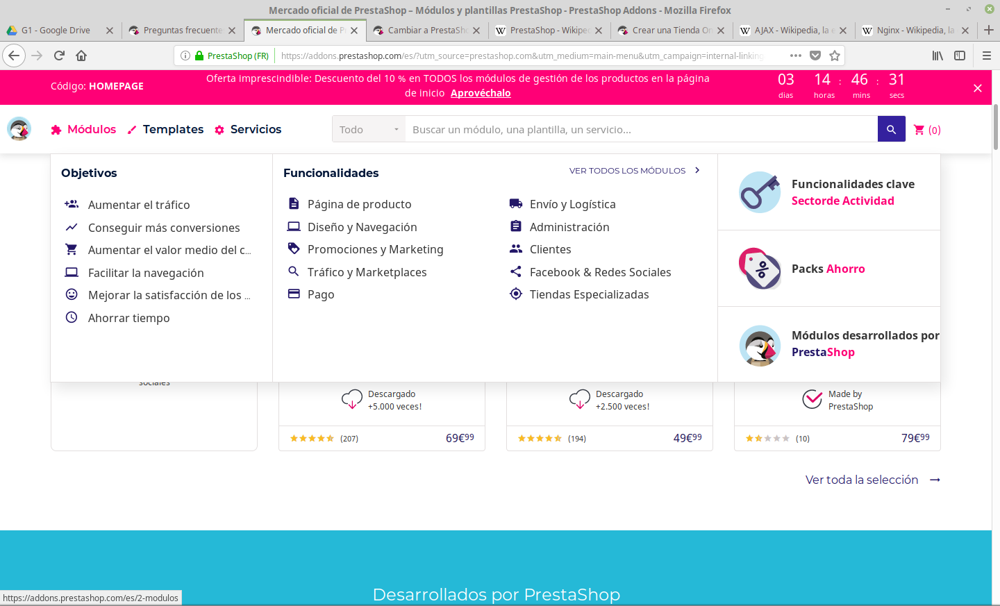 Mercado oficial de PrestaShop – Módulos y plantillas PrestaShop - PrestaShop Addons - Mozilla Firefox
G1 - Google Drive
Preguntas frecuente
Mercado oficial de P
Cambiar a PrestaSho
PrestaShop - Wikiped
Crear una Tienda On
AJAX - Wikipedia, la e
Nginx - Wikipedia, la
PrestaShop (FR)
https://addons.prestashop.com/es/?utm_source=prestashop.com&utm_medium=main-menu&utm_campaign=internal-linking
Código: HOMEPAGE
Oferta imprescindible: Descuento del 10 % en TODOS los módulos de gestión de los productos en la página
de inicio Aprovéchalo
03 14 : 46 : 31
dias horas mins secs
Módulos
Templates
Servicios
Todo
Buscar un módulo, una plantilla, un servicio...
(0)
Objetivos
Aumentar el tráfico
Conseguir más conversiones
Aumentar el valor medio del c...
Facilitar la navegación
Mejorar la satisfacción de los ...
Ahorrar tiempo
Funcionalidades
VER TODOS LOS MÓDULOS
Página de producto
Diseño y Navegación
Promociones y Marketing
Tráfico y Marketplaces
Pago
Envío y Logística
Administración
Clientes
Facebook & Redes Sociales
Tiendas Especializadas
Funcionalidades clave
Sectorde Actividad
Packs Ahorro
Módulos desarrollados por
PrestaShop
sociales
Descargado
+5.000 veces!
(207)
69€99
Descargado
+2.500 veces!
(194)
49€99
Made by
PrestaShop
(10)
79€99
Ver toda la selección
Desarrollados por PrestaShop
https://addons.prestashop.com/es/2-modulos